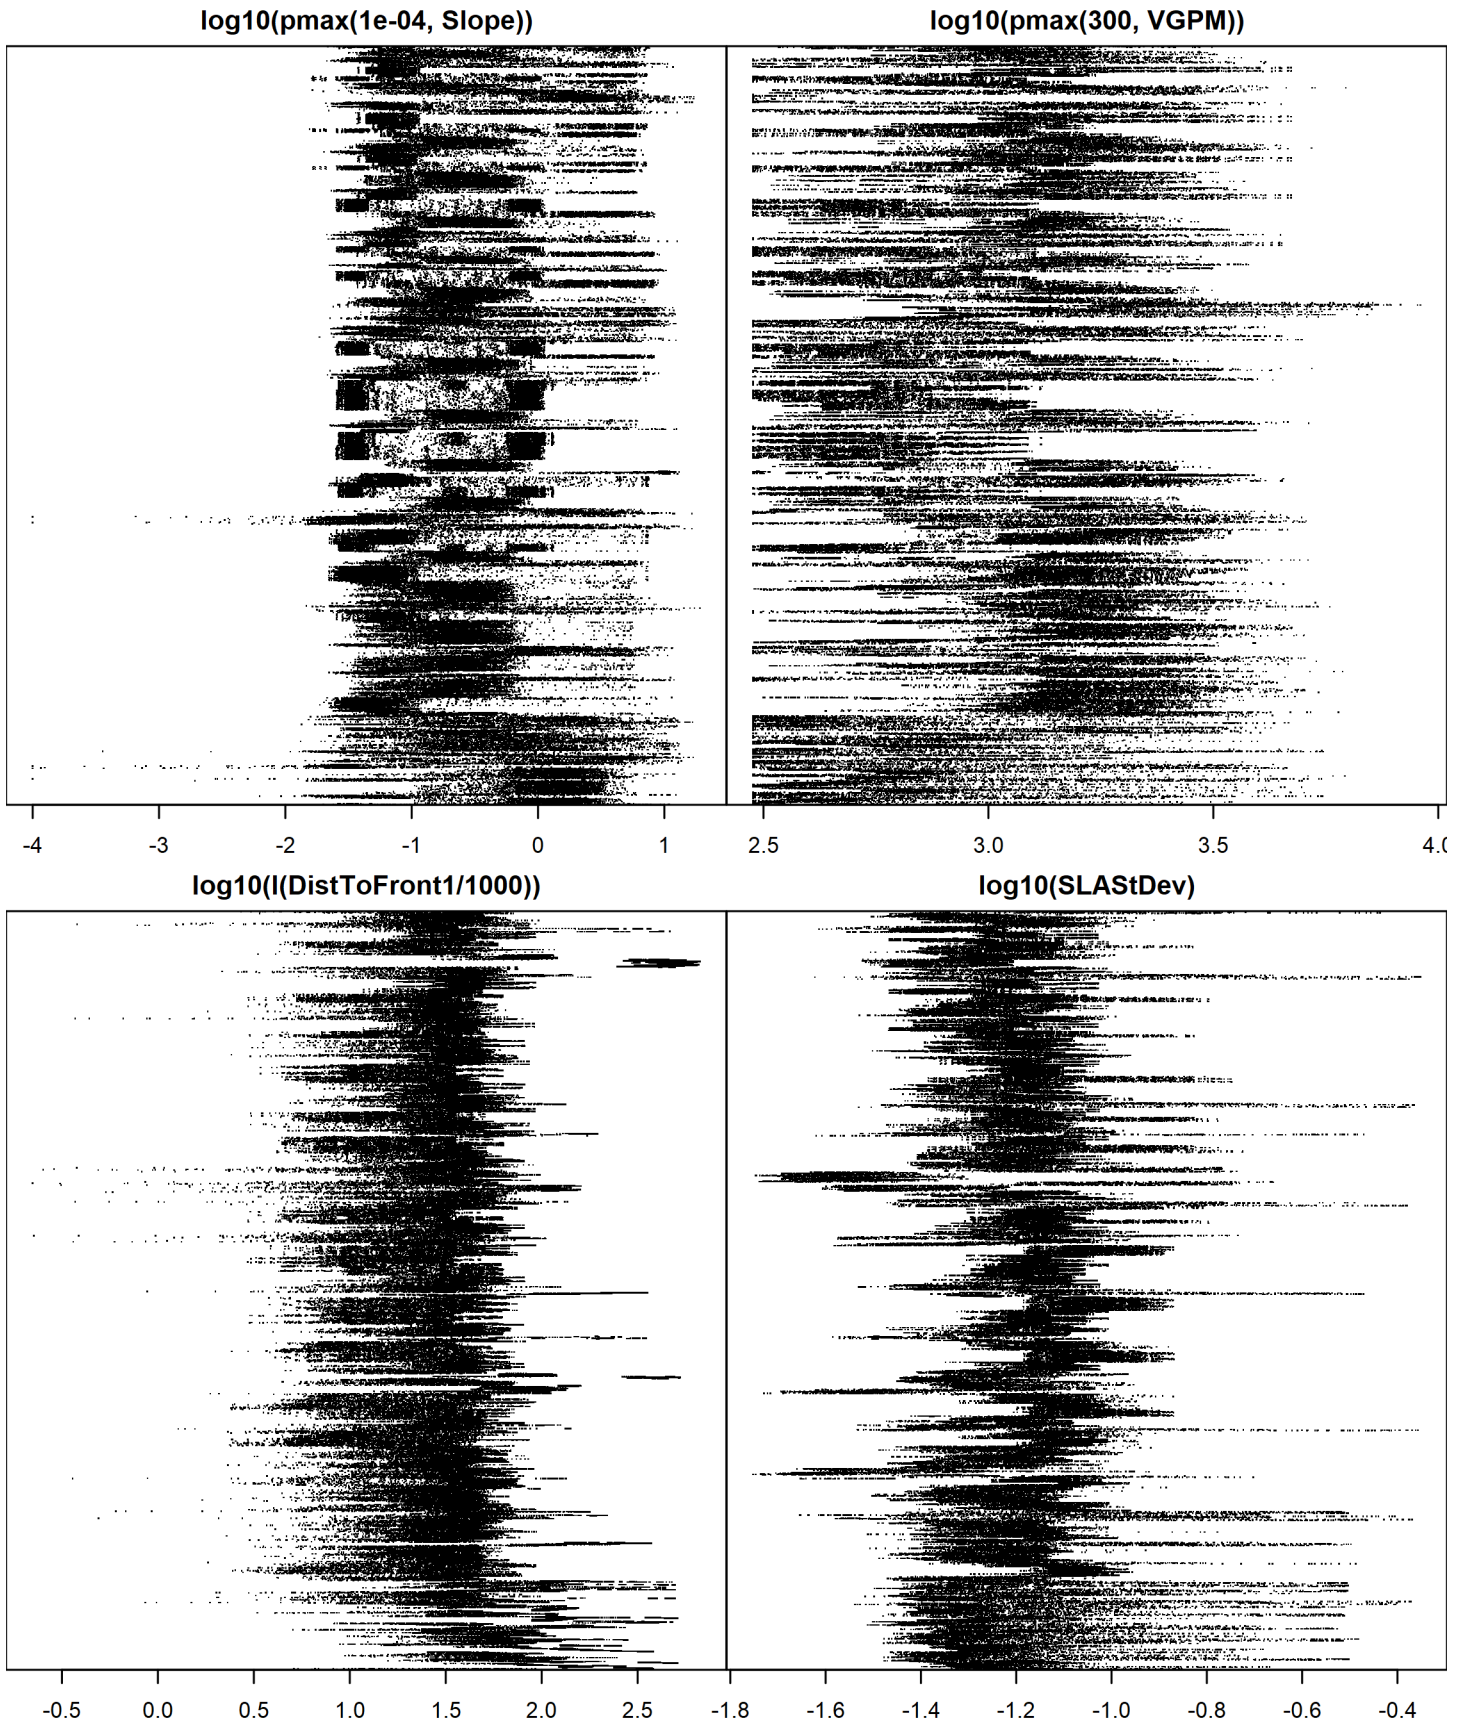 log10(pmax(1e-04, Slope))
log10(pmax(300, VGPM))
-4 -3 -2 -1 0 1
2.5 3.0 3.5 4.0
log10(I(DistToFront1/1000))
log10(SLAStDev)
-0.5 0.0 0.5 1.0 1.5 2.0 2.5
-1.8 -1.6 -1.4 -1.2 -1.0 -0.8 -0.6 -0.4